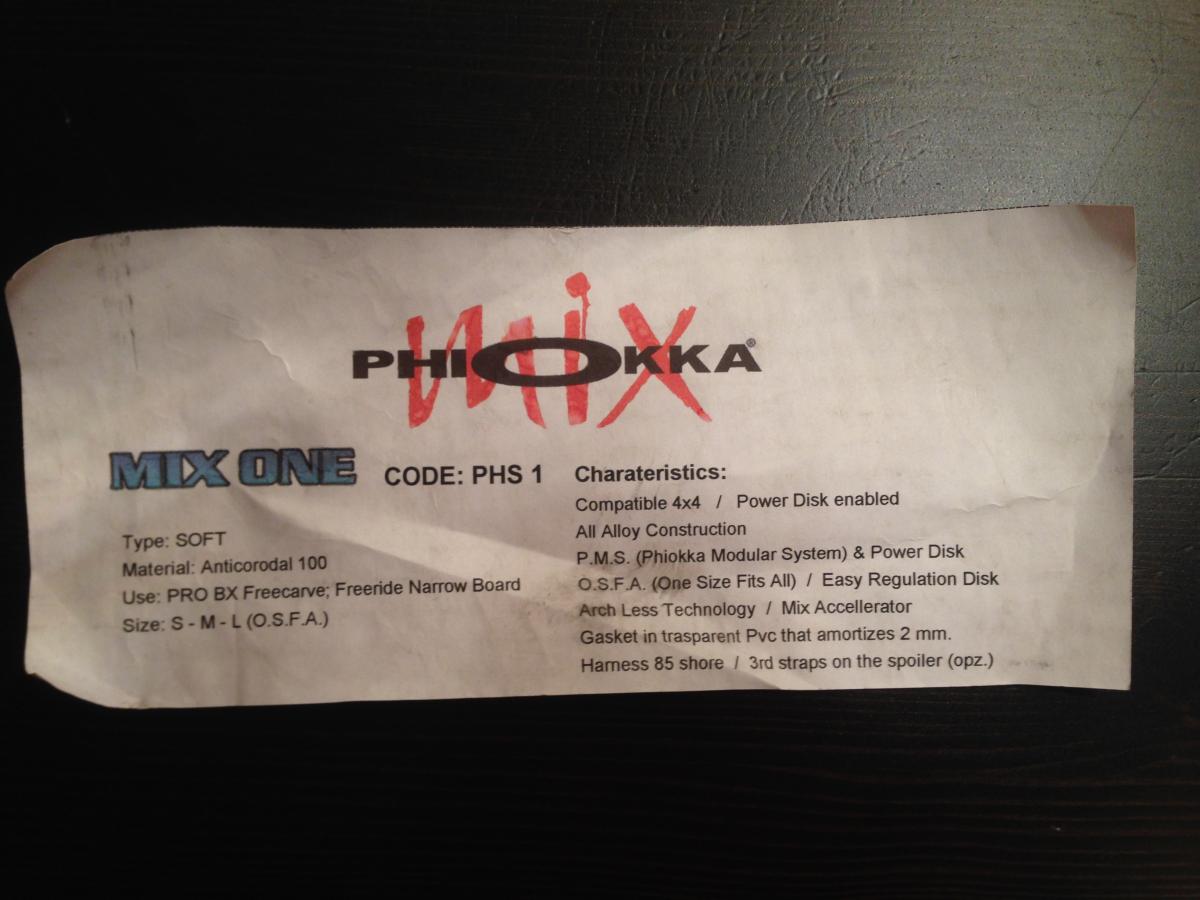 mix
PHIOKKA®
MIX ONE CODE: PHS 1
Type: SOFT
Material: Anticorodal 100
Use: PRO BX Freecarve; Freeride Narrow Board
Size: S - M - L (O.S.F.A.)
Charateristics:
Compatible 4x4 / Power Disk enabled
All Alloy Construction
P.M.S. (Phiokka Modular System) & Power Disk
O.S.F.A. (One Size Fits All) / Easy Regulation Disk
Arch Less Technology / Mix Accellerator
Gasket in trasparent Pvc that amortizes 2 mm.
Harness 85 shore / 3rd straps on the spoiler (opz.)